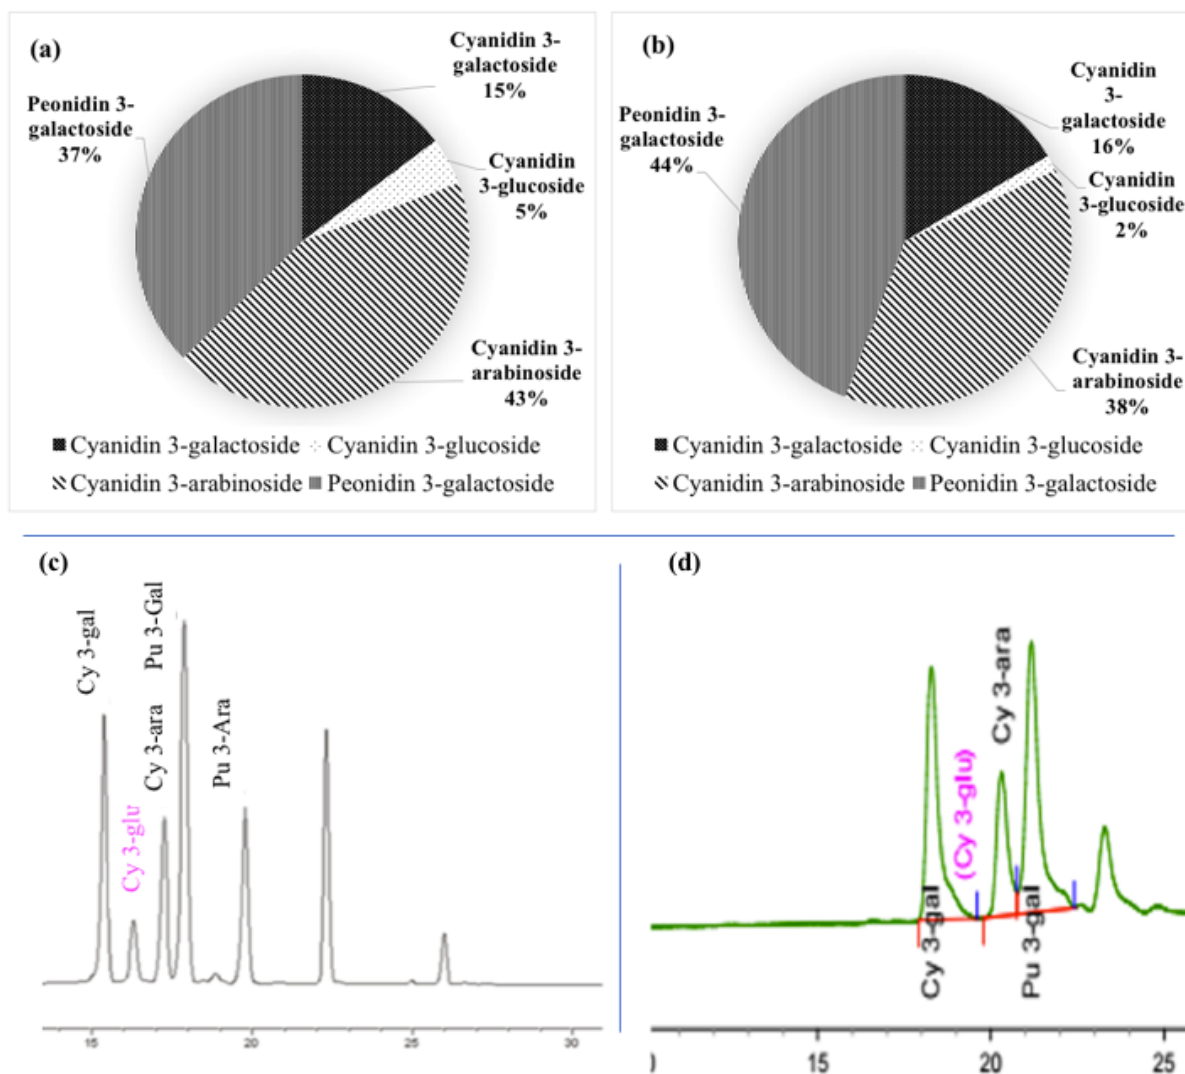 (a)
Cyanidin 3-
galactoside
15%
Peonidin 3-
galactoside
37%
Cyanidin
3-glucoside
5%
Cyanidin 3-
arabinoside
43%
Cyanidin 3-galactoside Cyanidin 3-glucoside
Cyanidin 3-arabinoside Peonidin 3-galactoside
(b)
Cyanidin
3-
galactoside
16%
Peonidin 3-
galactoside
44%
Cyanidin
3-glucoside
2%
Cyanidin 3-
arabinoside
38%
Cyanidin 3-galactoside Cyanidin 3-glucoside
Cyanidin 3-arabinoside Peonidin 3-galactoside
(c)
Cy 3-gal
Cy 3-glu
Cy 3-ara
Pu 3-Gal
Pu 3-Ara
15 20 25 30
(d)
Cy 3-gal
(Cy 3-glu)
Cy 3-ara
Pu 3-gal
15 20 25